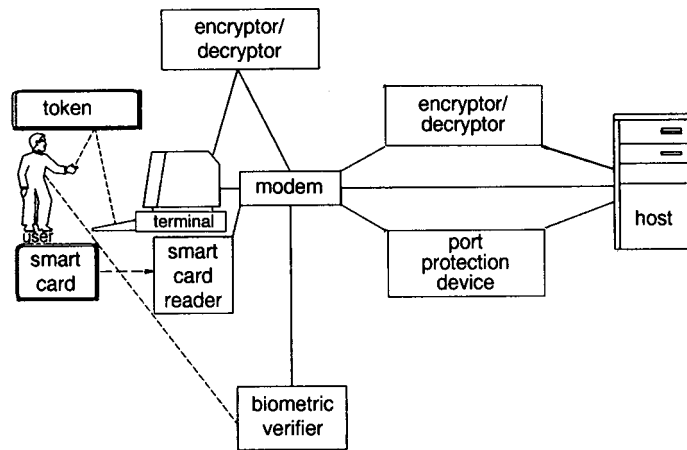 encryptor/
decryptor
token
encryptor/
decryptor
modem
terminal
user
smart
card
smart
card
reader
port
protection
device
host
biometric
verifier